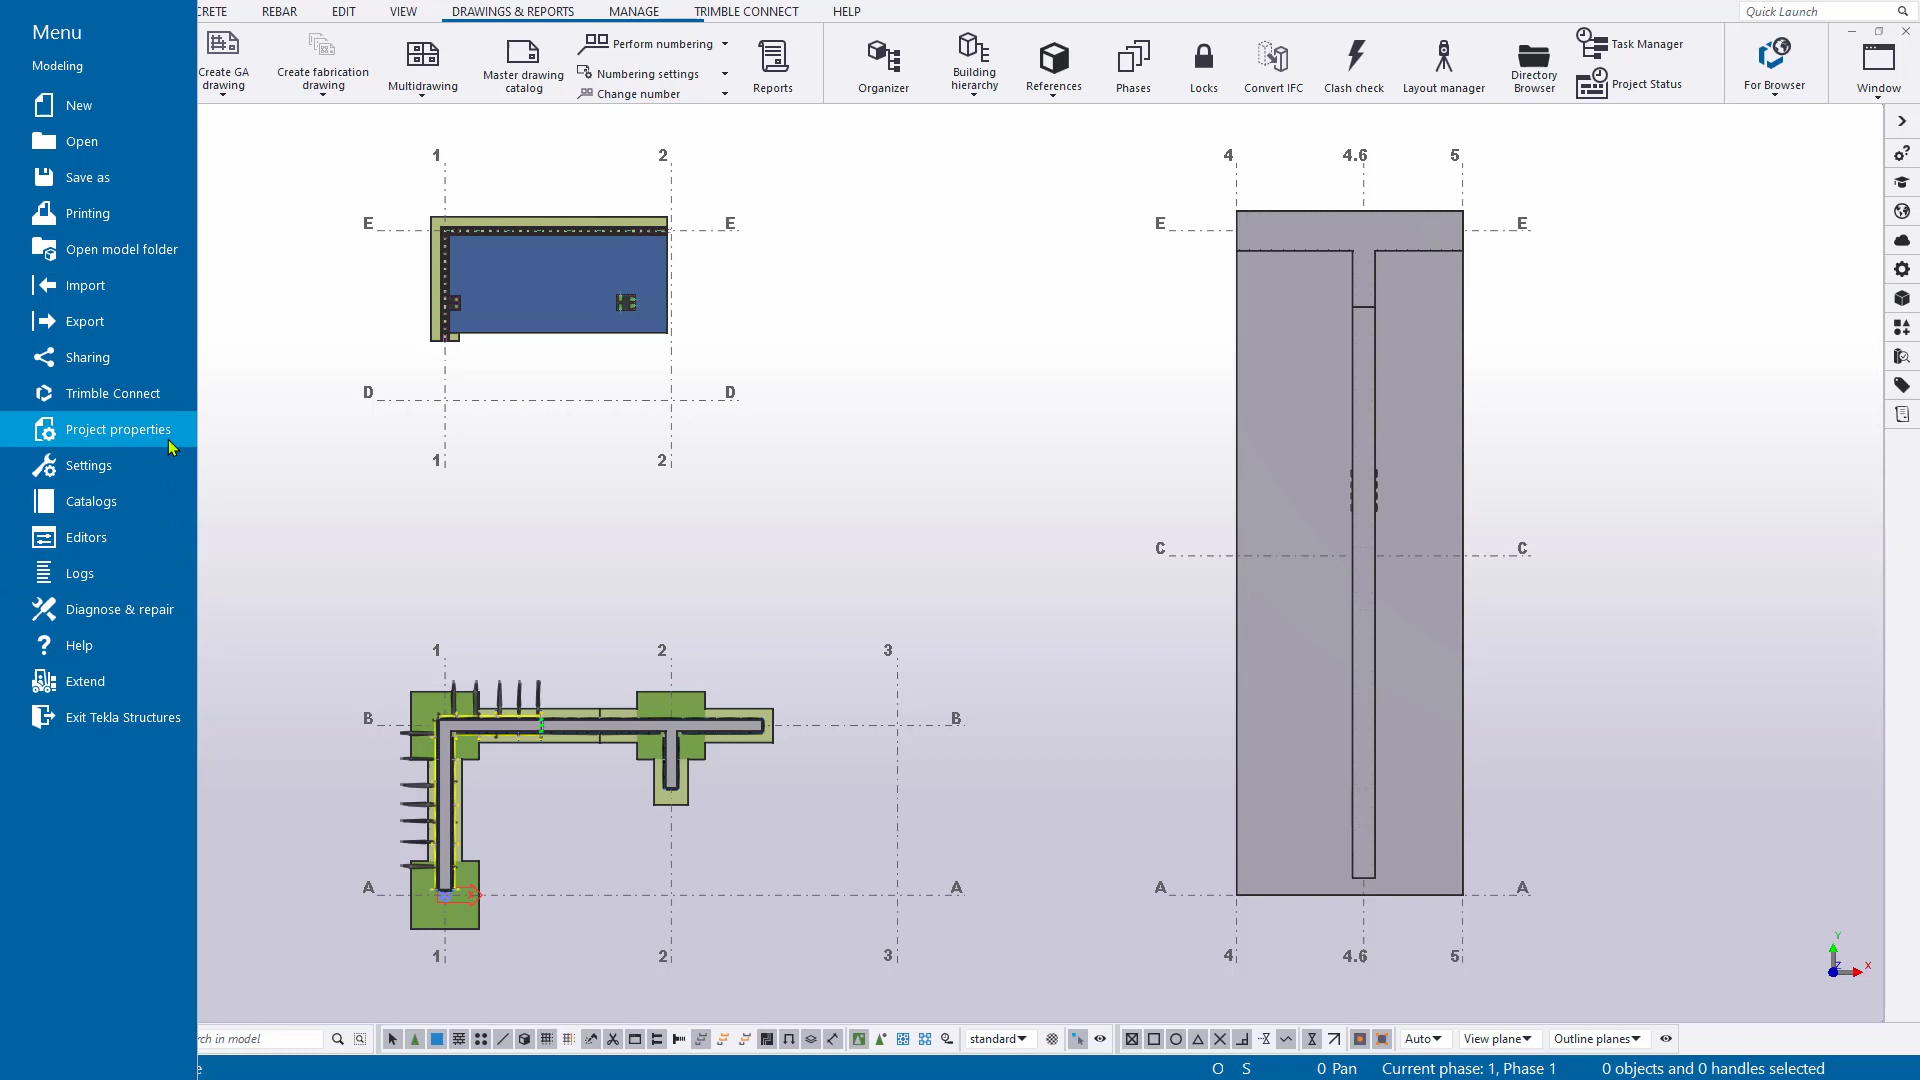 Menu
Modeling
New
Open
Save as
Printing
Open model folder
Import
Export
Sharing
Trimble Connect
Project properties
Settings
Catalogs
Editors
Logs
Diagnose & repair
Help
Extend
Exit Tekla Structures
CRETE REBAR EDIT VIEW DRAWINGS & REPORTS MANAGE TRIMBLE CONNECT HELP
Quick Launch
Create GA drawing
Create fabrication drawing
Multidrawing
Master drawing catalog
Perform numbering
Numbering settings
Change number
Reports
Organizer
Building hierarchy
References
Phases
Locks
Convert IFC
Clash check
Layout manager
Directory Browser
Task Manager
Project Status
For Browser
Window
1 2
E E
D D
1 2
4 4.6 5
E E
C C
A A
4 4.6 5
1 2 3
B B
A A
1 2 3
Y
Z X
rch in model
standard
Auto
View plane
Outline planes
e
O S 0 Pan Current phase: 1, Phase 1 0 objects and 0 handles selected